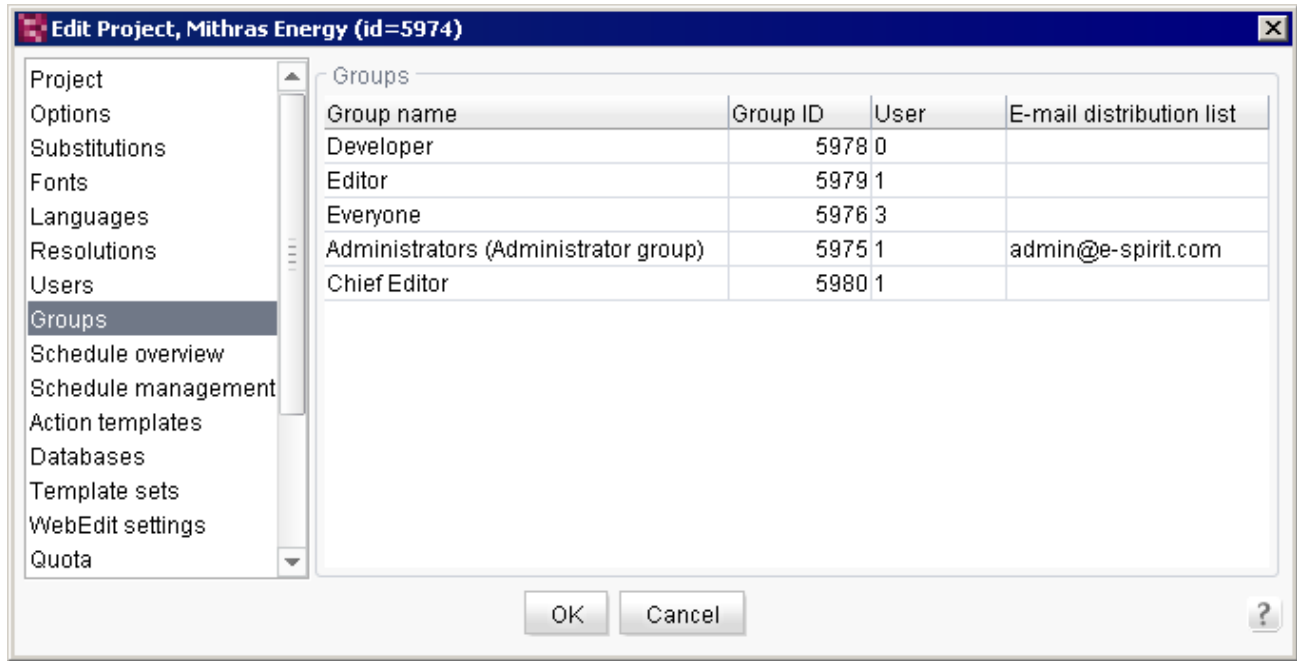 Edit Project, Mithras Energy (id=5974)
Project
Options
Substitutions
Fonts
Languages
Resolutions
Users
Groups
Schedule overview
Schedule management
Action templates
Databases
Template sets
WebEdit settings
Quota
Groups
Group name Group ID User E-mail distribution list
Developer 5978 0
Editor 5979 1
Everyone 5976 3
Administrators (Administrator group) 5975 1 admin@e-spirit.com
Chief Editor 5980 1
OK Cancel ?